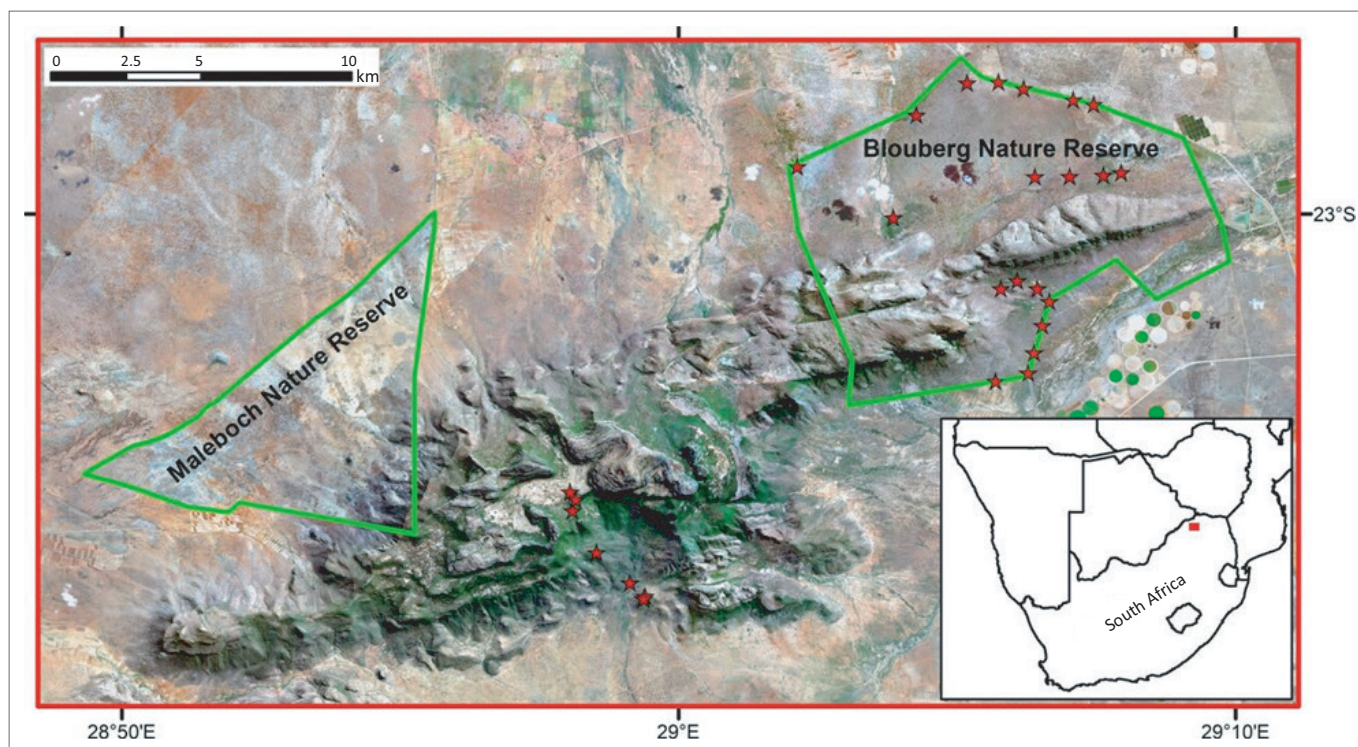 0 2.5 5 10
km
Blouberg Nature Reserve
23°S
Maleboch Nature Reserve
South Africa
28°50'E 29°E 29°10'E